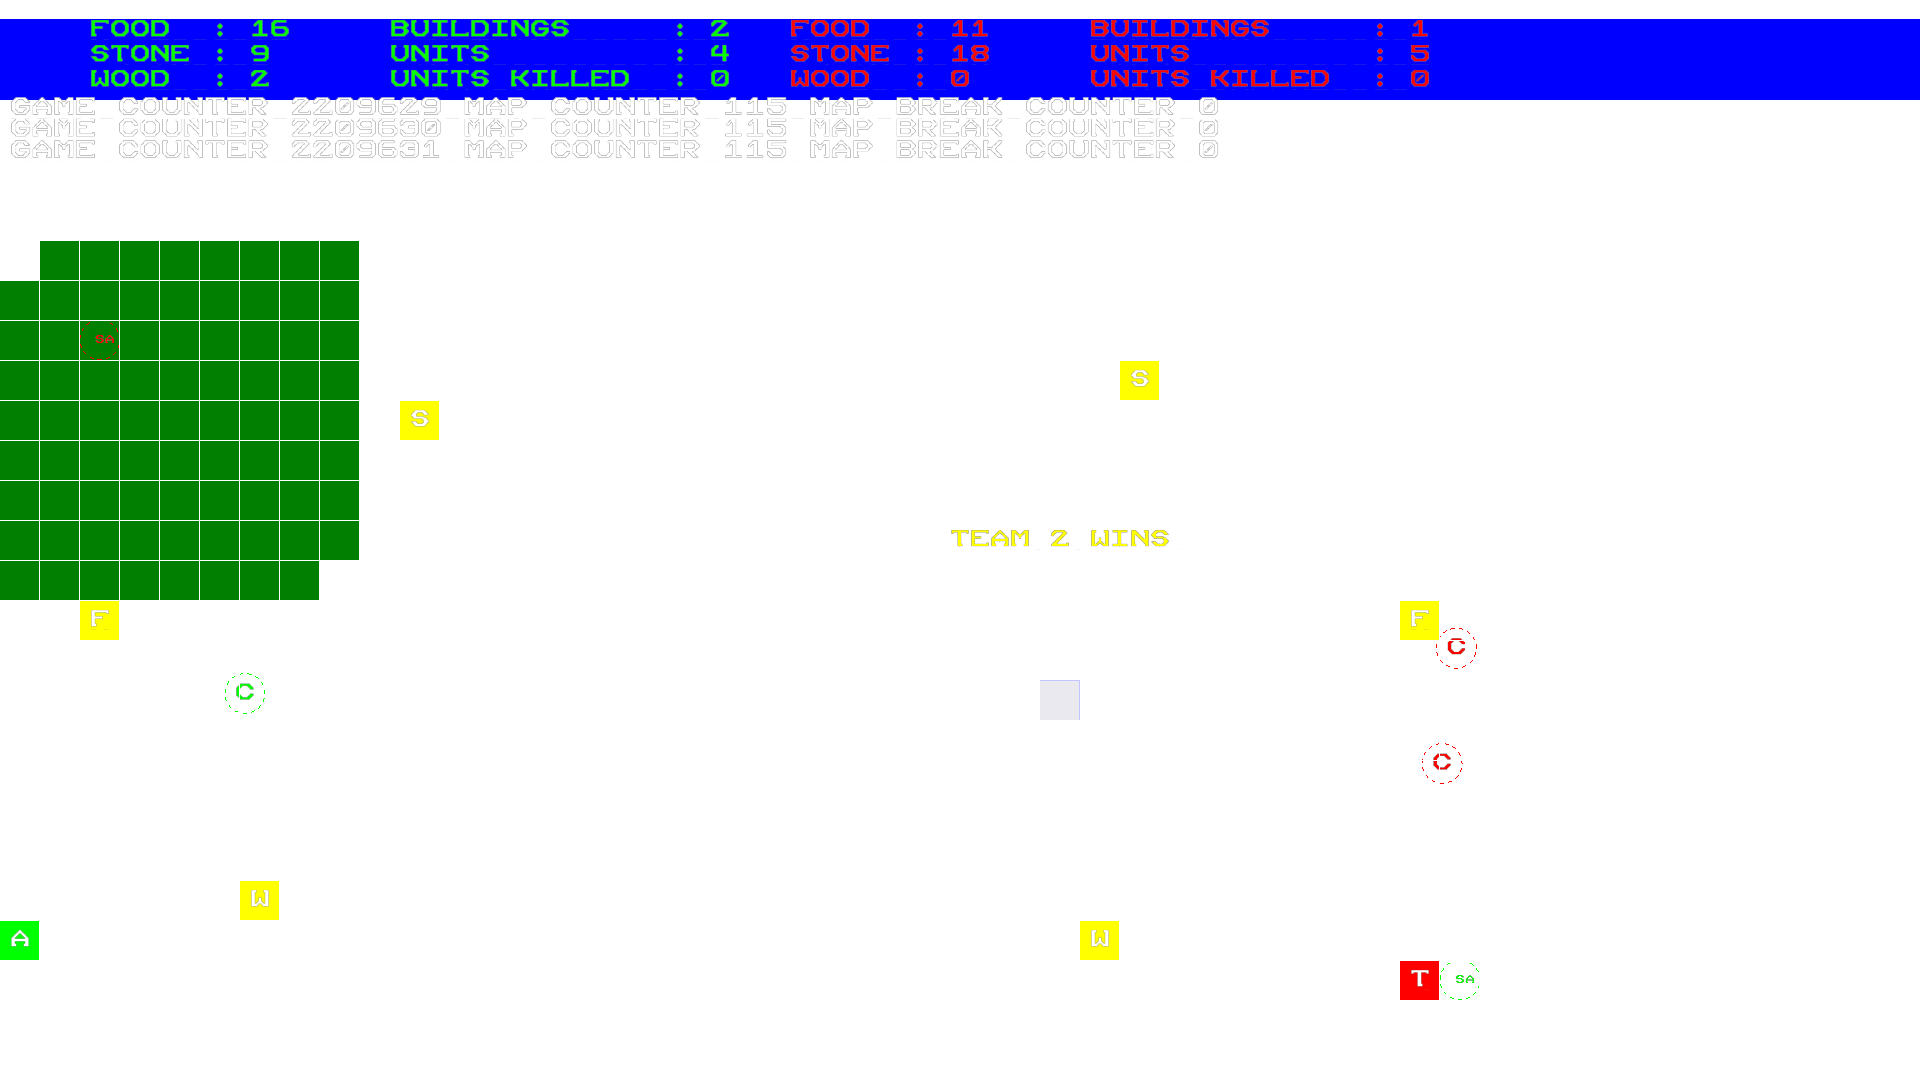 FOOD : 16 BUILDINGS : 2 FOOD : 11 BUILDINGS : 1
STONE : 9 UNITS : 4 STONE : 18 UNITS : 5
WOOD : 2 UNITS KILLED : 0 WOOD : 0 UNITS KILLED : 0
GAME COUNTER 2209629 MAP COUNTER 115 MAP BREAK COUNTER 0
GAME COUNTER 2209630 MAP COUNTER 115 MAP BREAK COUNTER 0
GAME COUNTER 2209631 MAP COUNTER 115 MAP BREAK COUNTER 0
SA
S
S
TEAM 2 WINS
F
F
C
C
C
W
A
W
T
SA